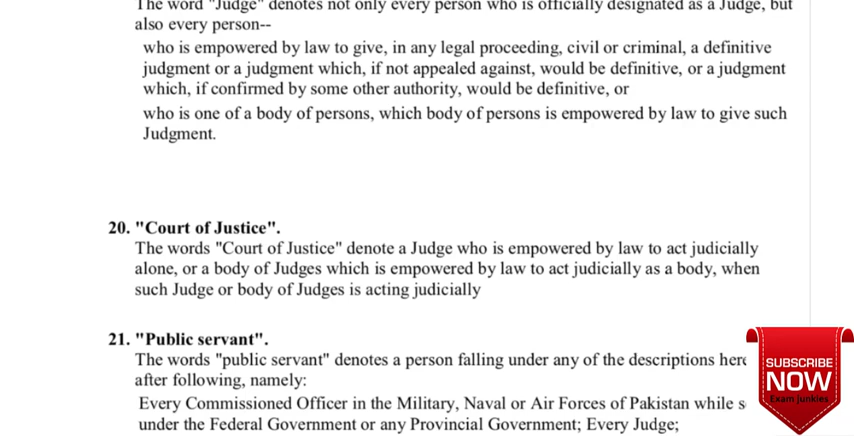 The word "Judge" denotes not only every person who is officially designated as a Judge, but
also every person--
who is empowered by law to give, in any legal proceeding, civil or criminal, a definitive
judgment or a judgment which, if not appealed against, would be definitive, or a judgment
which, if confirmed by some other authority, would be definitive, or
who is one of a body of persons, which body of persons is empowered by law to give such
Judgment.
20. "Court of Justice".
The words "Court of Justice" denote a Judge who is empowered by law to act judicially
alone, or a body of Judges which is empowered by law to act judicially as a body, when
such Judge or body of Judges is acting judicially
21. "Public servant".
The words "public servant" denotes a person falling under any of the descriptions here
after following, namely:
Every Commissioned Officer in the Military, Naval or Air Forces of Pakistan while
under the Federal Government or any Provincial Government; Every Judge;
SUBSCRIBE
NOW
Exam Junkies